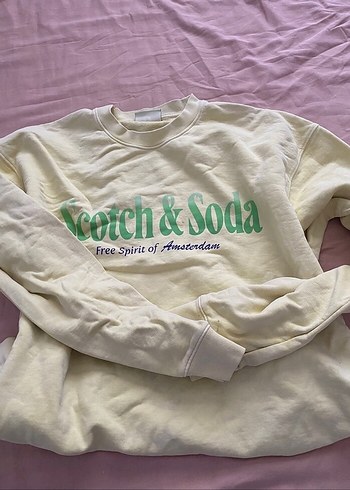 Scotch & Soda
Free Spirit of Amsterdam